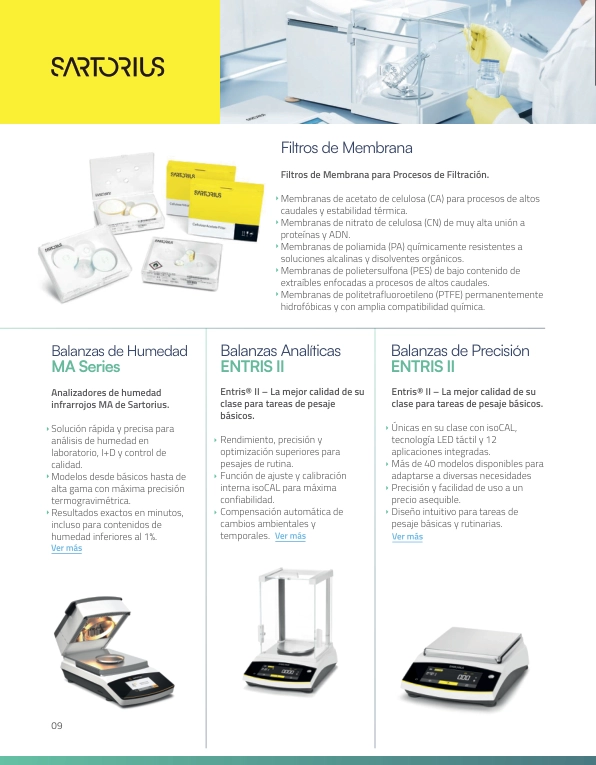 SARTORIUS
Filtros de Membrana
Filtros de Membrana para Procesos de Filtración.
Membranas de acetato de celulosa (CA) para procesos de altos
caudales y estabilidad térmica.
Membranas de nitrato de celulosa (CN) de muy alta unión a
proteínas y ADN.
Membranas de poliamida (PA) químicamente resistentes a
soluciones alcalinas y disolventes orgánicos.
Membranas de polietersulfona (PES) de bajo contenido de
extraíbles enfocadas a procesos de altos caudales.
Membranas de politetrafluoroetileno (PTFE) permanentemente
hidrofóbicas y con amplia compatibilidad química.
SARTORIUS
Balanzas de Humedad
MA Series
Analizadores de humedad
infrarrojos MA de Sartorius.
Solución rápida y precisa para
análisis de humedad en
laboratorio, I+D y control de
calidad.
Modelos desde básicos hasta de
alta gama con máxima precisión
termogravimétrica.
Resultados exactos en minutos,
incluso para contenidos de
humedad inferiores al 1%.
Ver más
Balanzas Analíticas
ENTRIS II
Entris® II – La mejor calidad de su
clase para tareas de pesaje
básicos.
Rendimiento, precisión y
optimización superiores para
pesajes de rutina.
Función de ajuste y calibración
interna isoCAL para máxima
confiabilidad.
Compensación automática de
cambios ambientales y
temporales. Ver más
Balanzas de Precisión
ENTRIS II
Entris® II – La mejor calidad de su
clase para tareas de pesaje básicos.
Únicas en su clase con isoCAL,
tecnología LED táctil y 12
aplicaciones integradas.
Más de 40 modelos disponibles para
adaptarse a diversas necesidades
Precisión y facilidad de uso a un
precio asequible.
Diseño intuitivo para tareas de
pesaje básicas y rutinarias.
Ver más
09